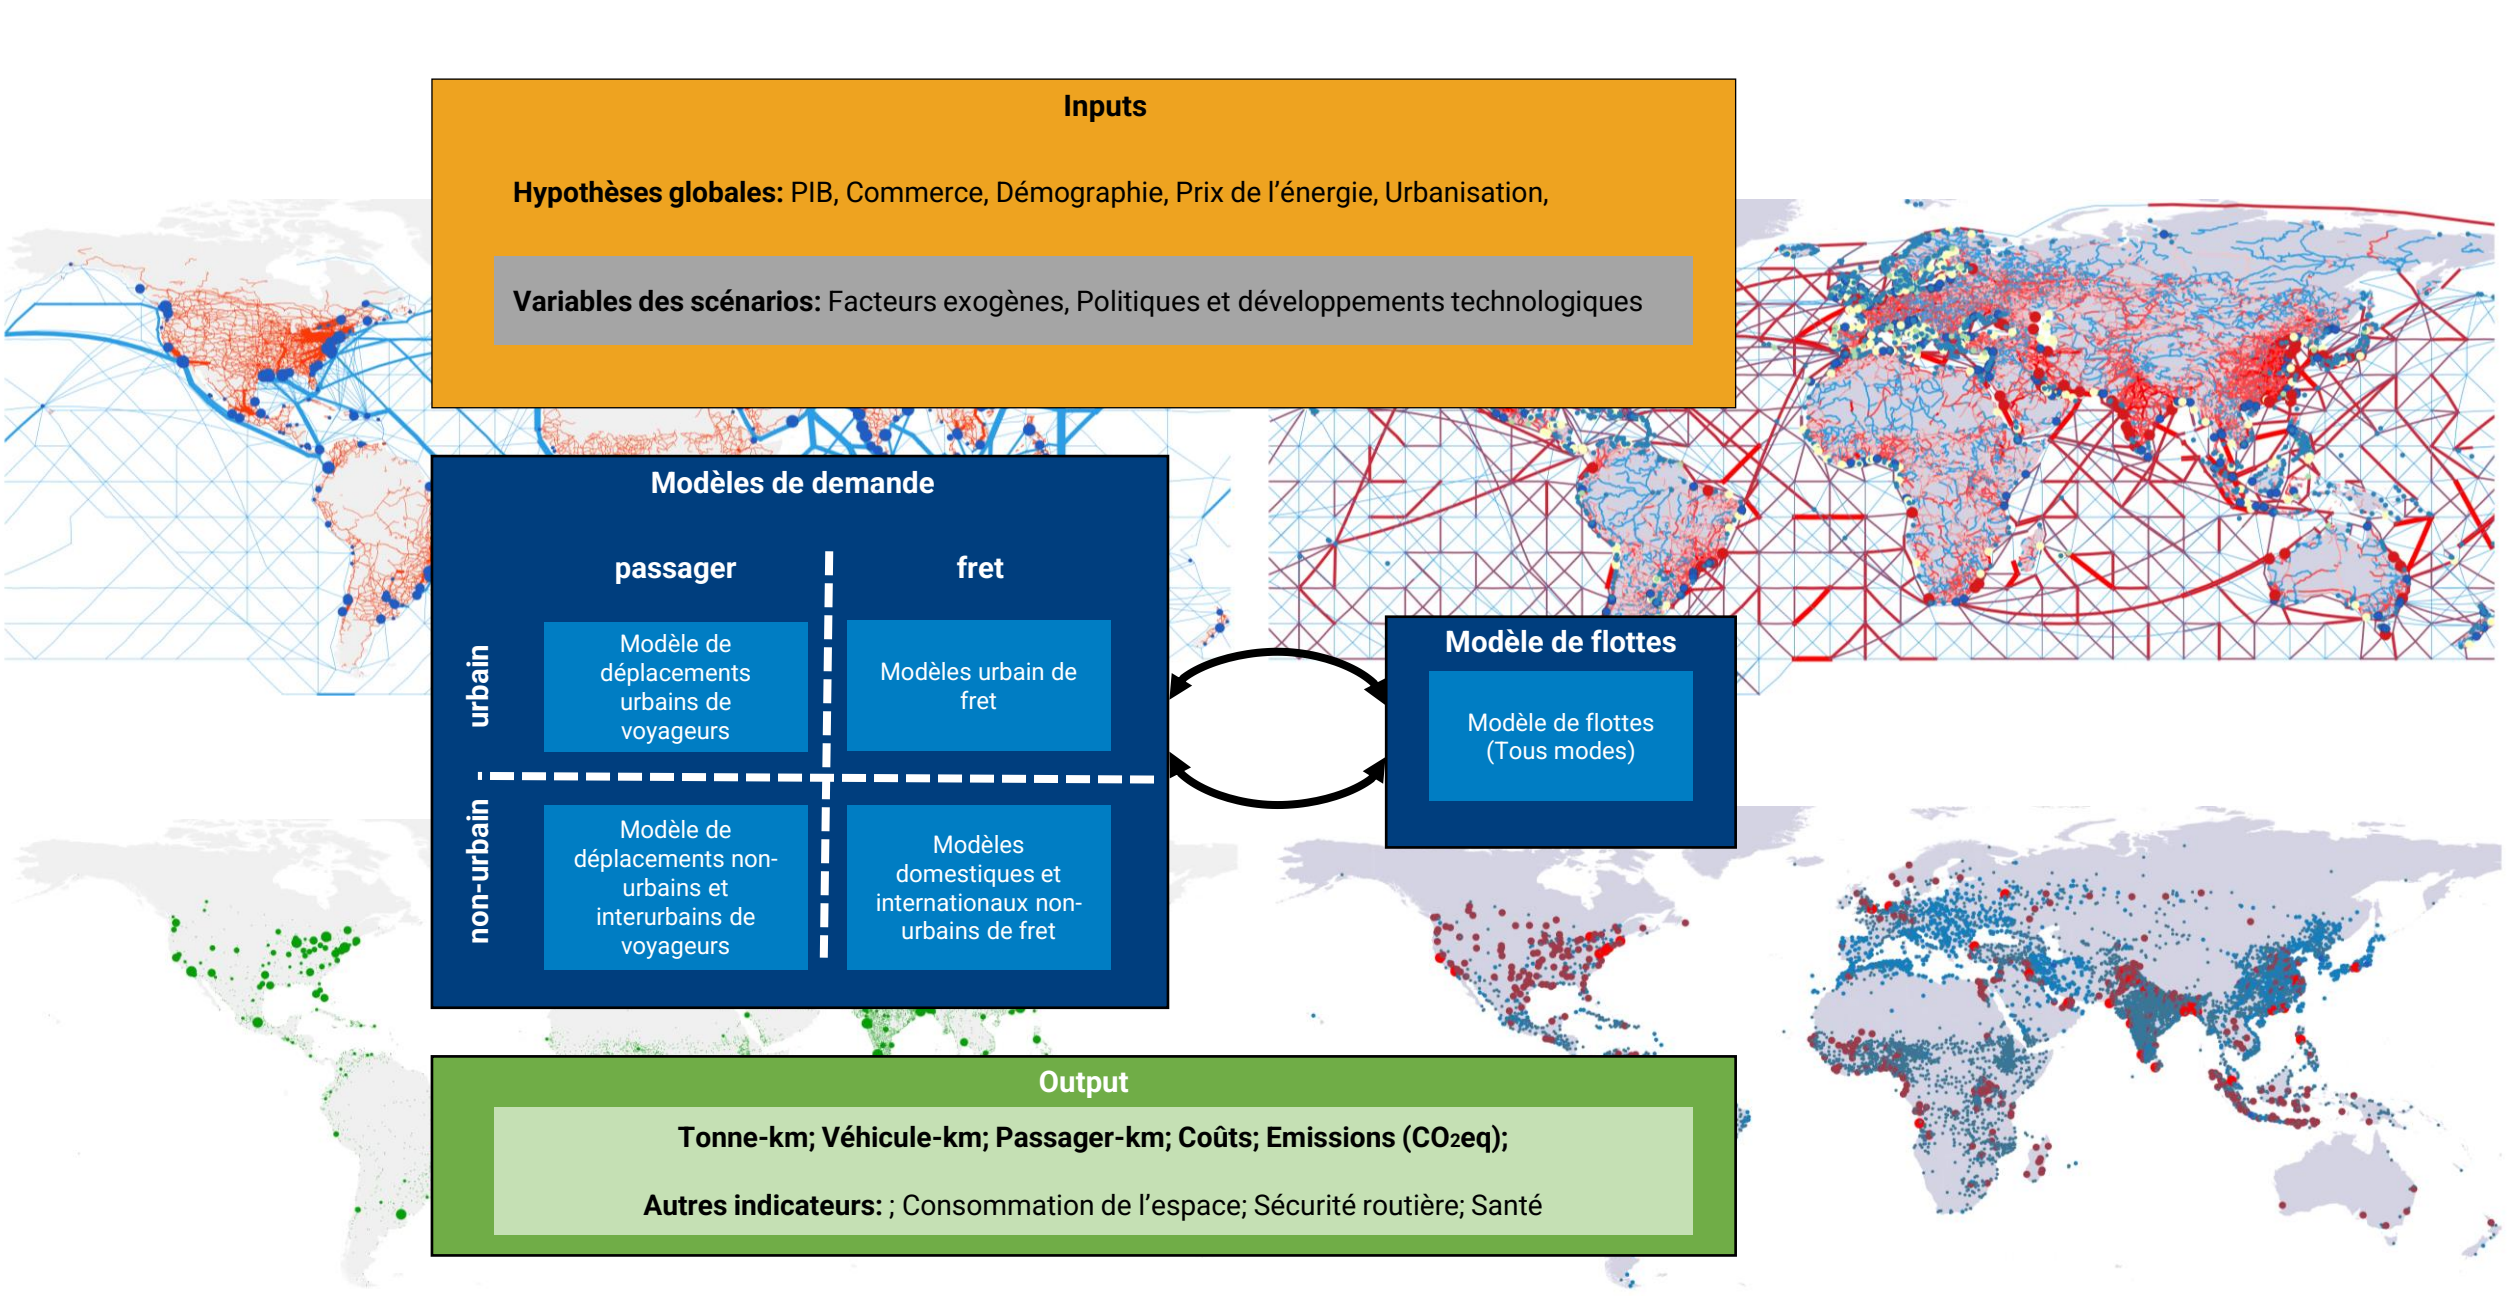 Inputs
Hypothèses globales: PIB, Commerce, Démographie, Prix de l’énergie, Urbanisation,
Variables des scénarios: Facteurs exogènes, Politiques et développements technologiques
Modèles de demande
passager
fret
urbain
Modèle de
déplacements
urbains de
voyageurs
Modèles urbain de
fret
non-urbain
Modèle de
déplacements non-
urbains et
interurbains de
voyageurs
Modèles
domestiques et
internationaux non-
urbains de fret
Modèle de flottes
Modèle de flottes
(Tous modes)
Output
Tonne-km; Véhicule-km; Passager-km; Coûts; Emissions (CO2eq);
Autres indicateurs: ; Consommation de l’espace; Sécurité routière; Santé